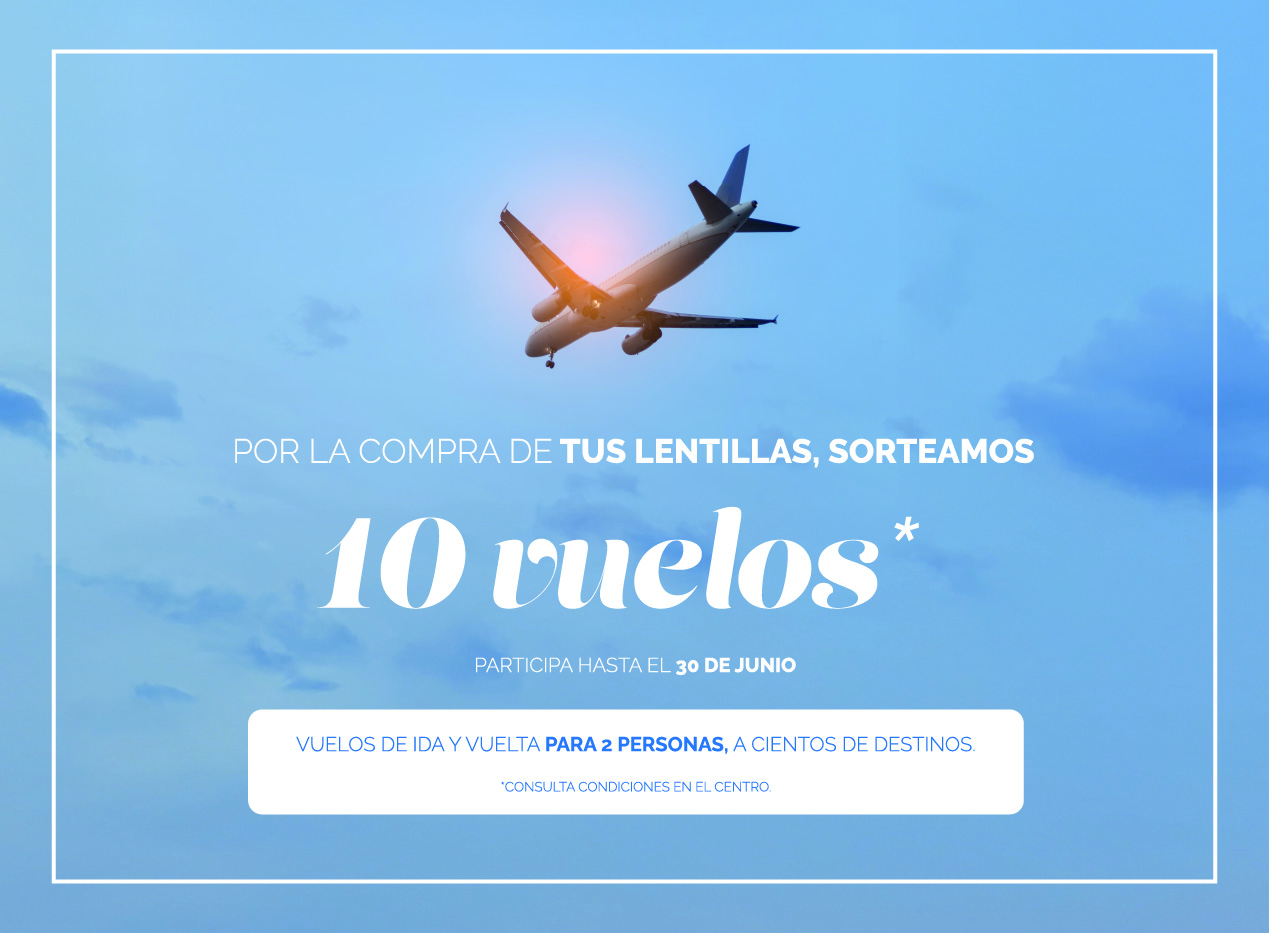 POR LA COMPRA DE TUS LENTILLAS, SORTEAMOS
10 vuelos*
PARTICIPA HASTA EL 30 DE JUNIO
VUELOS DE IDA Y VUELTA PARA 2 PERSONAS, A CIENTOS DE DESTINOS.
*CONSULTA CONDICIONES EN EL CENTRO.